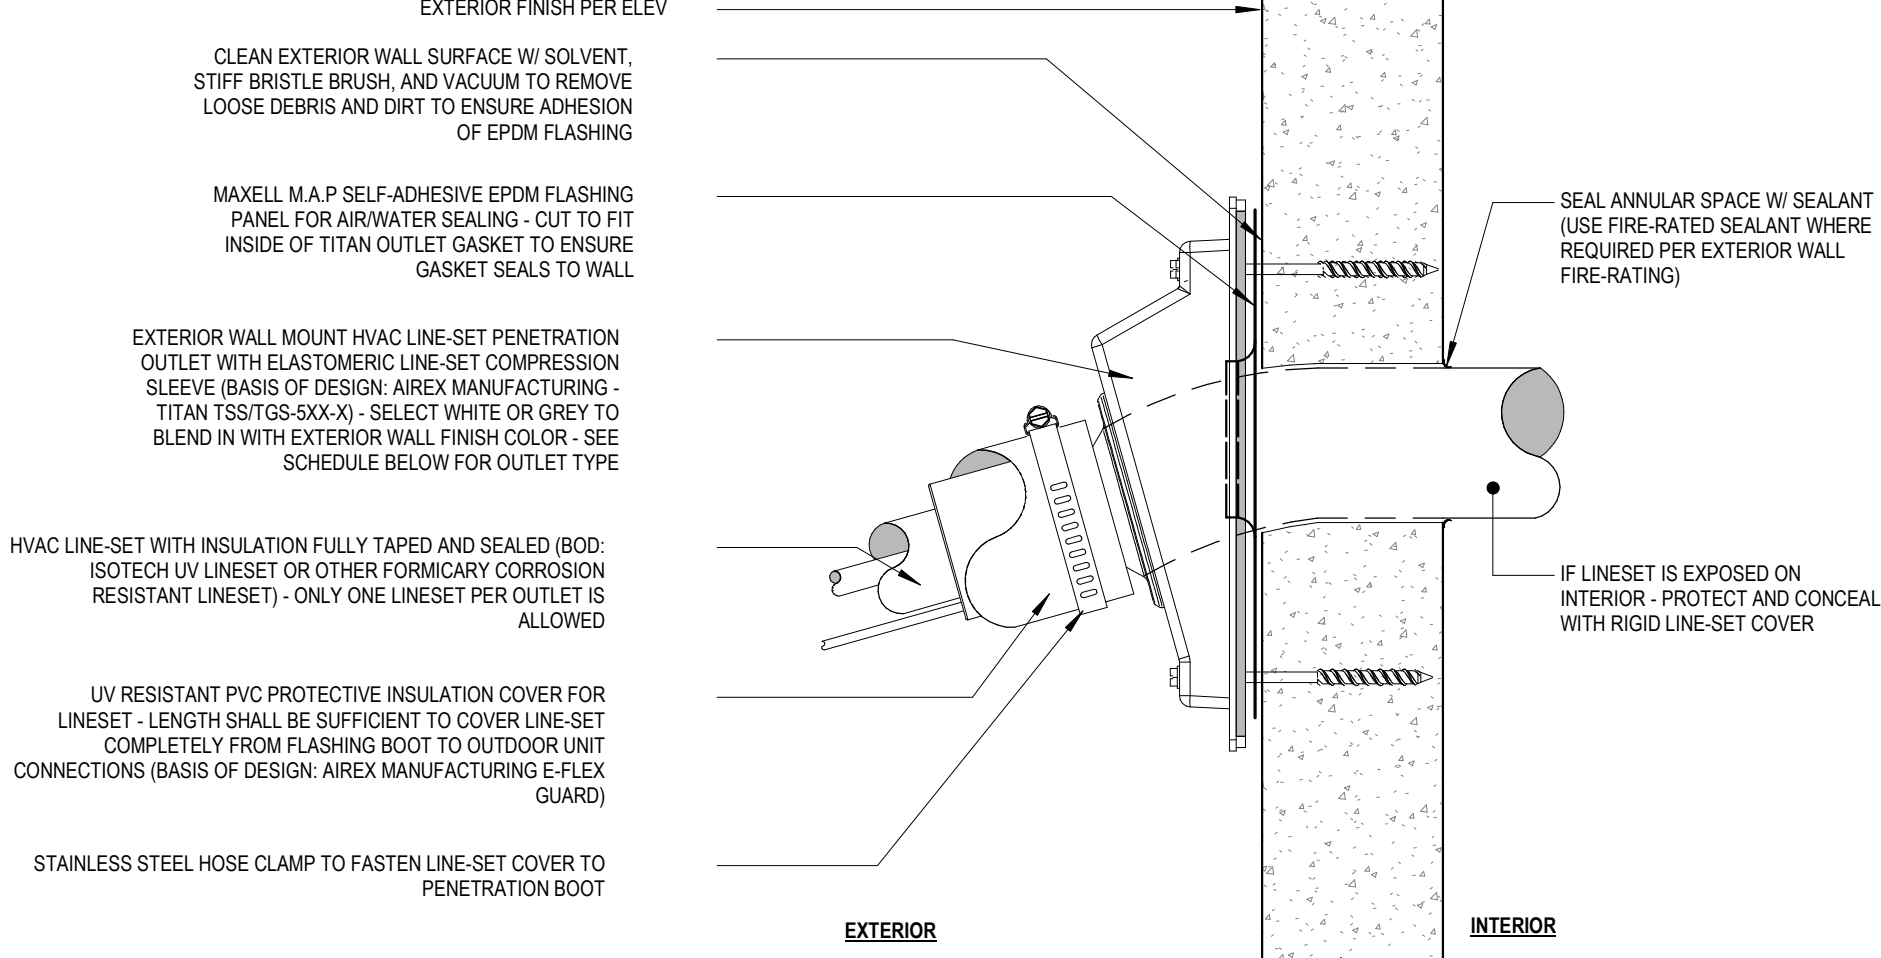 EXTERIOR FINISH PER ELEV
CLEAN EXTERIOR WALL SURFACE W/ SOLVENT,
STIFF BRISTLE BRUSH, AND VACUUM TO REMOVE
LOOSE DEBRIS AND DIRT TO ENSURE ADHESION
OF EPDM FLASHING
MAXELL M.A.P SELF-ADHESIVE EPDM FLASHING
PANEL FOR AIR/WATER SEALING - CUT TO FIT
INSIDE OF TITAN OUTLET GASKET TO ENSURE
GASKET SEALS TO WALL
EXTERIOR WALL MOUNT HVAC LINE-SET PENETRATION
OUTLET WITH ELASTOMERIC LINE-SET COMPRESSION
SLEEVE (BASIS OF DESIGN: AIREX MANUFACTURING -
TITAN TSS/TGS-5XX-X) - SELECT WHITE OR GREY TO
BLEND IN WITH EXTERIOR WALL FINISH COLOR - SEE
SCHEDULE BELOW FOR OUTLET TYPE
HVAC LINE-SET WITH INSULATION FULLY TAPED AND SEALED (BOD:
ISOTECH UV LINESET OR OTHER FORMICARY CORROSION
RESISTANT LINESET) - ONLY ONE LINESET PER OUTLET IS
ALLOWED
UV RESISTANT PVC PROTECTIVE INSULATION COVER FOR
LINESET - LENGTH SHALL BE SUFFICIENT TO COVER LINE-SET
COMPLETELY FROM FLASHING BOOT TO OUTDOOR UNIT
CONNECTIONS (BASIS OF DESIGN: AIREX MANUFACTURING E-FLEX
GUARD)
STAINLESS STEEL HOSE CLAMP TO FASTEN LINE-SET COVER TO
PENETRATION BOOT
SEAL ANNULAR SPACE W/ SEALANT
(USE FIRE-RATED SEALANT WHERE
REQUIRED PER EXTERIOR WALL
FIRE-RATING)
IF LINESET IS EXPOSED ON
INTERIOR - PROTECT AND CONCEAL
WITH RIGID LINE-SET COVER
EXTERIOR
INTERIOR